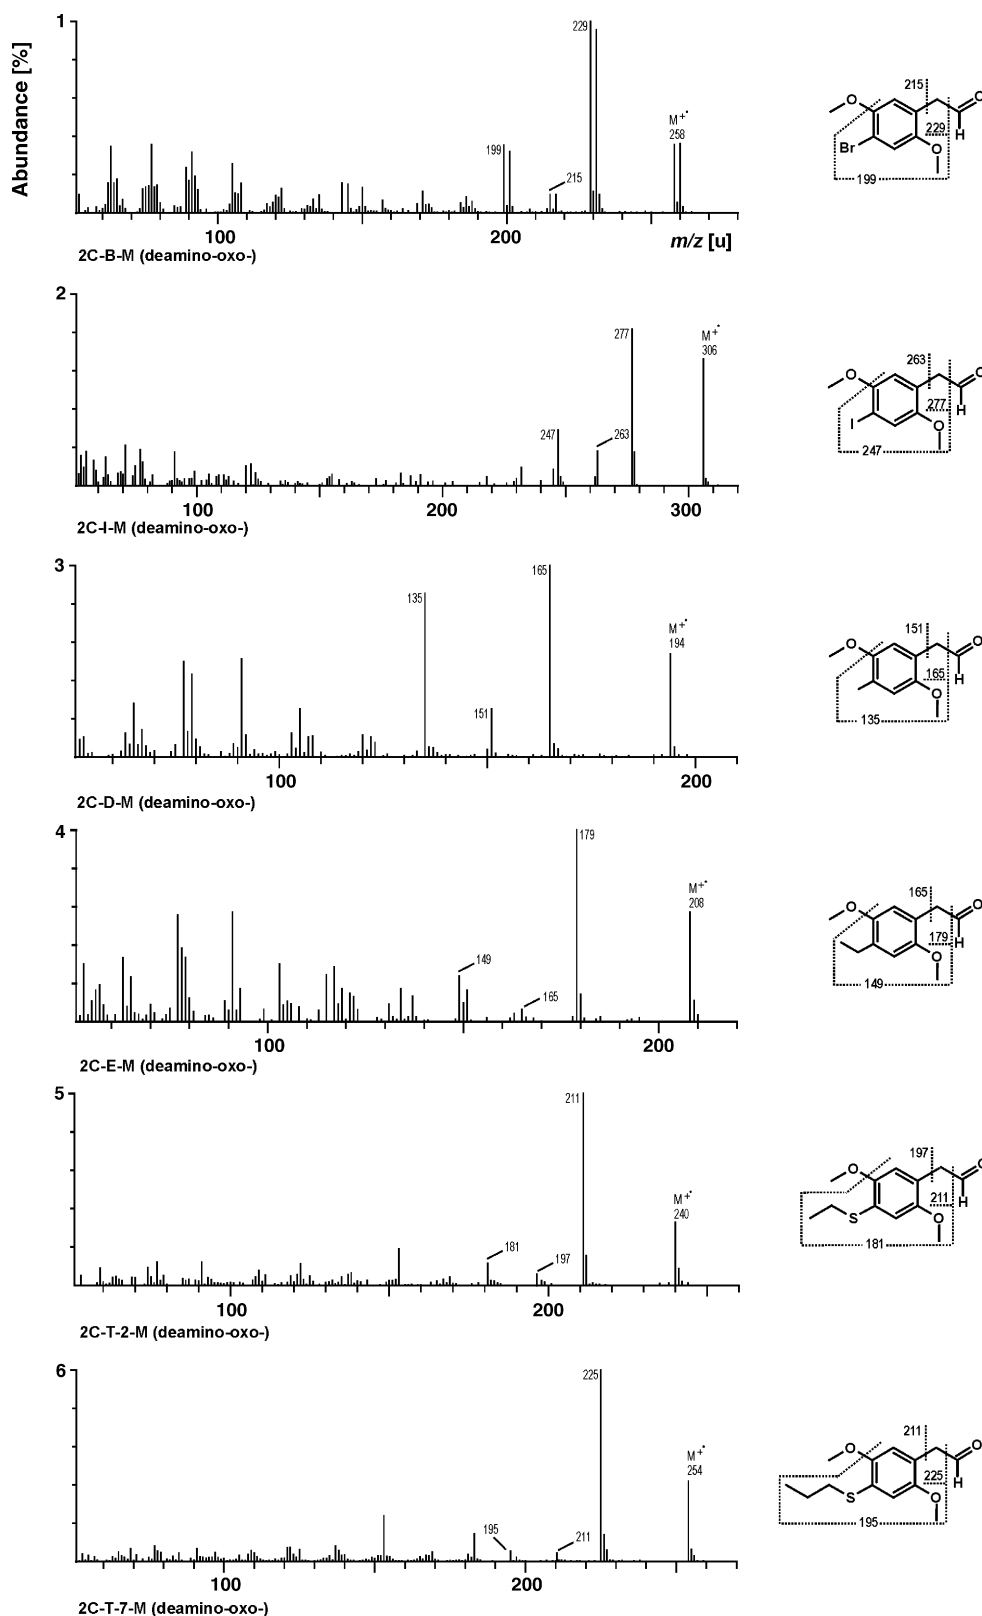 Abundance [%]
1
229
M+•
258
199
215
100
200
m/z [u]
2C-B-M (deamino-oxo-)
215
O
O
229
H
Br
O
199
2
277
M+•
306
247
263
100
200
300
2C-I-M (deamino-oxo-)
263
O
O
277
H
I
O
247
3
165
135
M+•
194
151
100
200
2C-D-M (deamino-oxo-)
151
O
O
165
H
O
135
4
179
M+•
208
149
165
100
200
2C-E-M (deamino-oxo-)
165
O
O
179
H
O
149
5
211
M+•
240
181
197
100
200
2C-T-2-M (deamino-oxo-)
197
O
O
211
H
S
O
181
6
225
M+•
254
195
211
100
200
2C-T-7-M (deamino-oxo-)
211
O
O
225
H
S
O
195